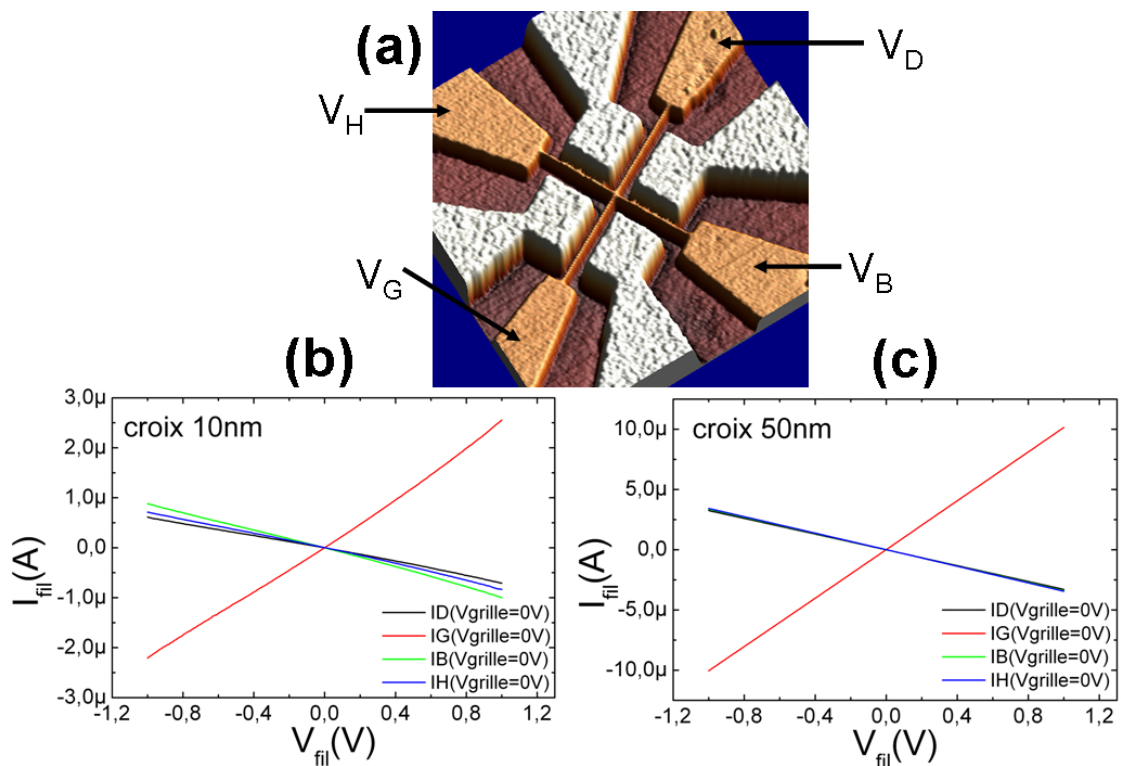 (a)
V_D
V_H
V_G
V_B
(b)
(c)
3,0µ
2,0µ
1,0µ
0,0
-1,0µ
-2,0µ
-3,0µ
I_fil(A)
croix 10nm
ID(Vgrille=0V)
IG(Vgrille=0V)
IB(Vgrille=0V)
IH(Vgrille=0V)
-1,2 -0,8 -0,4 0,0 0,4 0,8 1,2
V_fil(V)
10,0µ
5,0µ
0,0
-5,0µ
-10,0µ
I_fil(A)
croix 50nm
ID(Vgrille=0V)
IG(Vgrille=0V)
IB(Vgrille=0V)
IH(Vgrille=0V)
-1,2 -0,8 -0,4 0,0 0,4 0,8 1,2
V_fil(V)